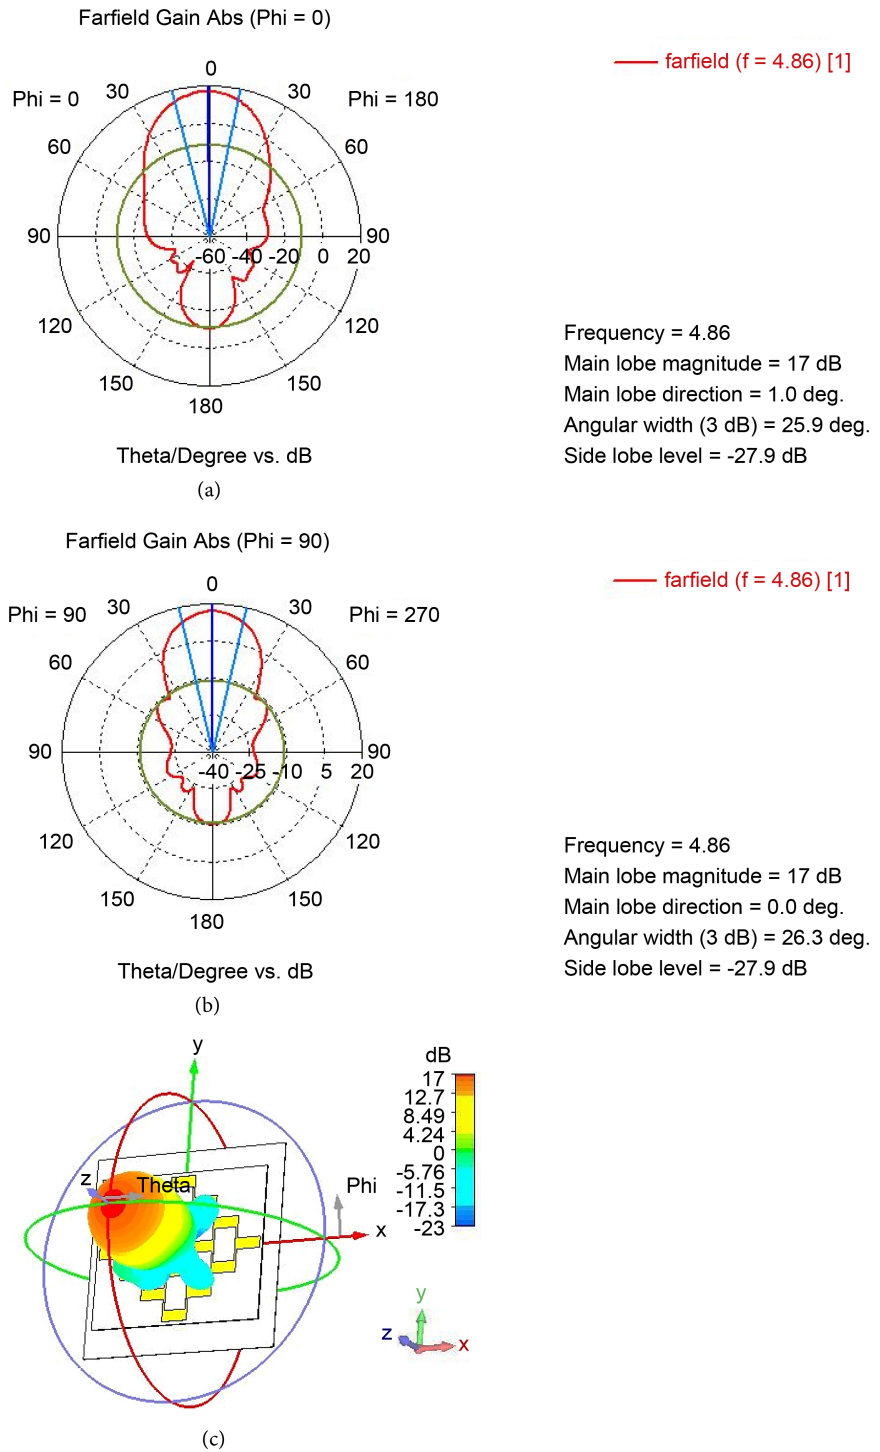 Farfield Gain Abs (Phi = 0)
farfield (f = 4.86) [1]
0
30
30
Phi = 0
Phi = 180
60
60
90
90
-60
-40
-20
0
20
120
120
150
150
180
Theta/Degree vs. dB
Frequency = 4.86
Main lobe magnitude = 17 dB
Main lobe direction = 1.0 deg.
Angular width (3 dB) = 25.9 deg.
Side lobe level = -27.9 dB
(a)
Farfield Gain Abs (Phi = 90)
farfield (f = 4.86) [1]
0
30
30
Phi = 90
Phi = 270
60
60
90
90
-40
-25
-10
5
20
120
120
150
150
180
Theta/Degree vs. dB
Frequency = 4.86
Main lobe magnitude = 17 dB
Main lobe direction = 0.0 deg.
Angular width (3 dB) = 26.3 deg.
Side lobe level = -27.9 dB
(b)
y
dB
17
12.7
8.49
4.24
0
-5.76
-11.5
-17.3
-23
z
Theta
Phi
x
y
z
x
(c)